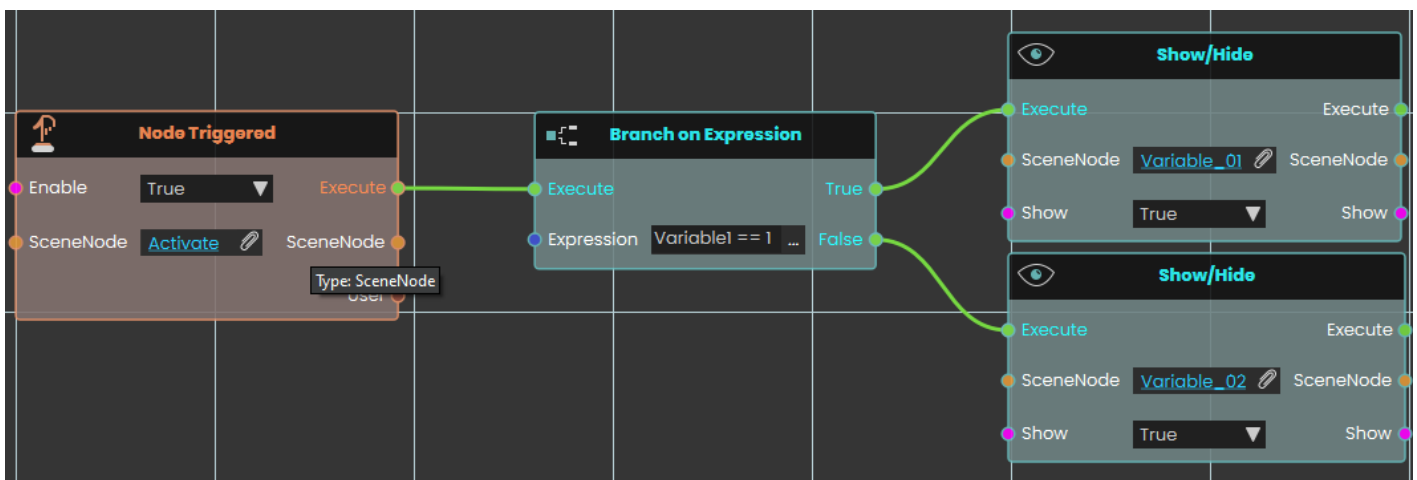 Node Triggered
Enable True Execute
SceneNode Activate SceneNode
Type: SceneNode
User
Branch on Expression
Execute True
Expression Variable1 == 1 ... False
Show/Hide
Execute Execute
SceneNode Variable_01 SceneNode
Show True Show
Show/Hide
Execute Execute
SceneNode Variable_02 SceneNode
Show True Show